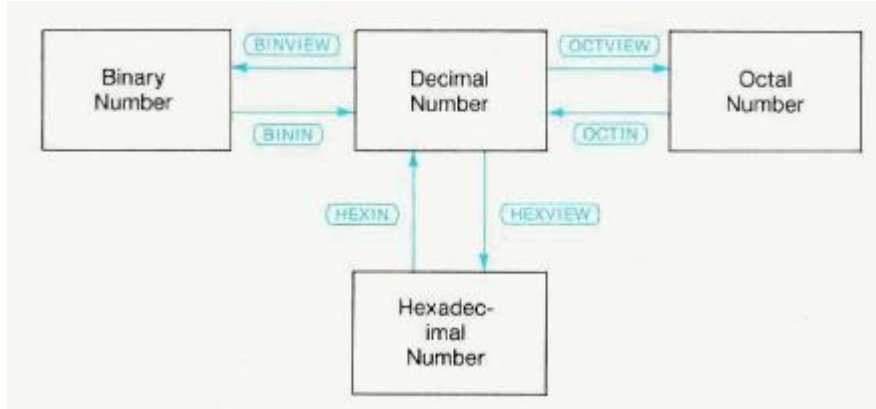 BINVIEW
OCTVIEW
Binary
Number
Decimal
Number
Octal
Number
BININ
OCTIN
HEXIN
HEXVIEW
Hexadec-
imal
Number